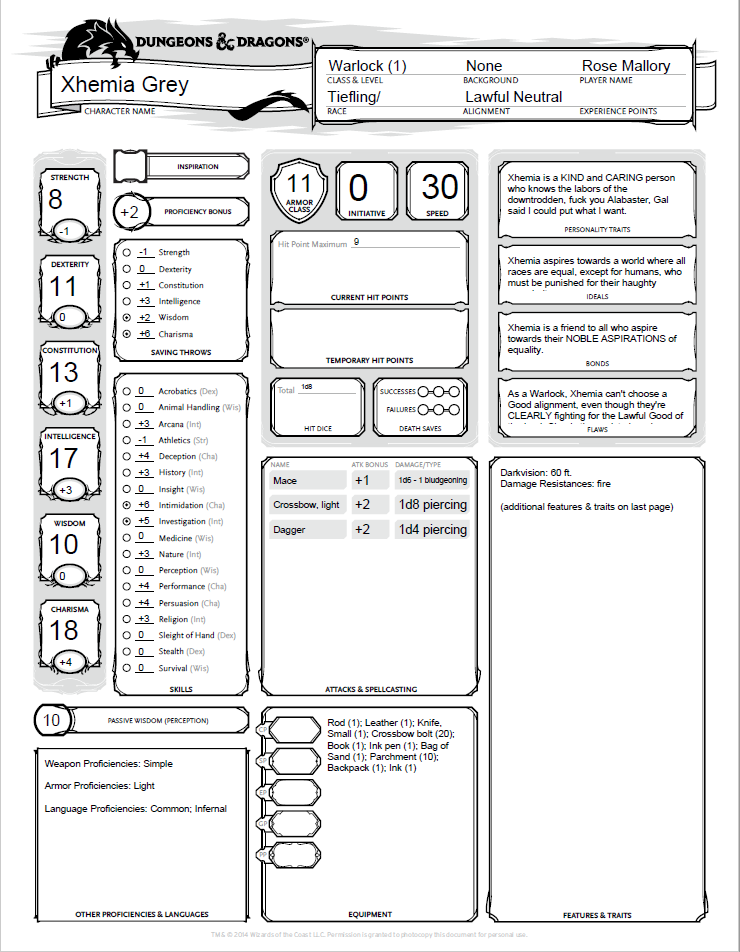 DUNGEONS & DRAGONS®
Xhemia Grey
CHARACTER NAME
Warlock (1) None Rose Mallory
CLASS & LEVEL BACKGROUND PLAYER NAME
Tiefling/ Lawful Neutral
RACE ALIGNMENT EXPERIENCE POINTS
STRENGTH
8
-1
DEXTERITY
11
0
CONSTITUTION
13
+1
INTELLIGENCE
17
+3
WISDOM
10
0
CHARISMA
18
+4
INSPIRATION
+2 PROFICIENCY BONUS
-1 Strength
0 Dexterity
+1 Constitution
+3 Intelligence
+2 Wisdom
+6 Charisma
SAVING THROWS
0 Acrobatics (Dex)
0 Animal Handling (Wis)
+3 Arcana (Int)
-1 Athletics (Str)
+4 Deception (Cha)
+3 History (Int)
0 Insight (Wis)
+6 Intimidation (Cha)
+5 Investigation (Int)
0 Medicine (Wis)
+3 Nature (Int)
0 Perception (Wis)
+4 Performance (Cha)
+4 Persuasion (Cha)
+3 Religion (Int)
0 Sleight of Hand (Dex)
0 Stealth (Dex)
0 Survival (Wis)
SKILLS
10 PASSIVE WISDOM (PERCEPTION)
Weapon Proficiencies: Simple
Armor Proficiencies: Light
Language Proficiencies: Common; Infernal
OTHER PROFICIENCIES & LANGUAGES
11
ARMOR
CLASS
0
INITIATIVE
30
SPEED
Hit Point Maximum 9
CURRENT HIT POINTS
TEMPORARY HIT POINTS
Total 1d8
HIT DICE
SUCCESSES
FAILURES
DEATH SAVES
NAME ATK BONUS DAMAGE/TYPE
Mace +1 1d6 - 1 bludgeoning
Crossbow, light +2 1d8 piercing
Dagger +2 1d4 piercing
ATTACKS & SPELLCASTING
CP
SP
EP
GP
PP
Rod (1); Leather (1); Knife,
Small (1); Crossbow bolt (20);
Book (1); Ink pen (1); Bag of
Sand (1); Parchment (10);
Backpack (1); Ink (1)
EQUIPMENT
Xhemia is a KIND and CARING person
who knows the labors of the
downtrodden, fuck you Alabaster, Gal
said I could put what I want.
PERSONALITY TRAITS
Xhemia aspires towards a world where all
races are equal, except for humans, who
must be punished for their haughty
IDEALS
Xhemia is a friend to all who aspire
towards their NOBLE ASPIRATIONS of
equality.
BONDS
As a Warlock, Xhemia can't choose a
Good alignment, even though they're
CLEARLY fighting for the Lawful Good of
FLAWS
Darkvision: 60 ft.
Damage Resistances: fire
(additional features & traits on last page)
FEATURES & TRAITS
TM & © 2014 Wizards of the Coast LLC. Permission is granted to photocopy this document for personal use.